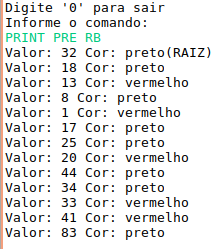 Digite '0' para sair
Informe o comando:
PRINT PRE RB
Valor: 32 Cor: preto(RAIZ)
Valor: 18 Cor: preto
Valor: 13 Cor: vermelho
Valor: 8 Cor: preto
Valor: 1 Cor: vermelho
Valor: 17 Cor: preto
Valor: 25 Cor: preto
Valor: 20 Cor: vermelho
Valor: 44 Cor: preto
Valor: 34 Cor: preto
Valor: 33 Cor: vermelho
Valor: 41 Cor: vermelho
Valor: 83 Cor: preto